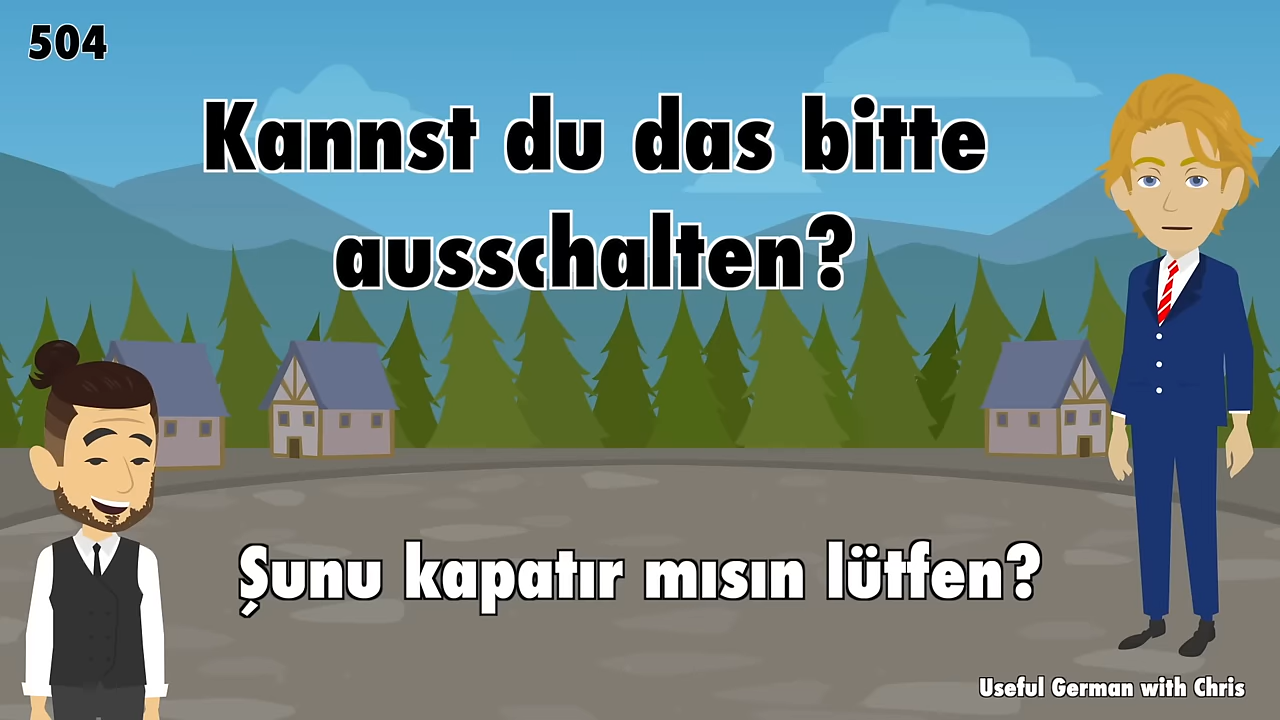 504
Kannst du das bitte
ausschalten?
Şunu kapatır mısın lütfen?
Useful German with Chris